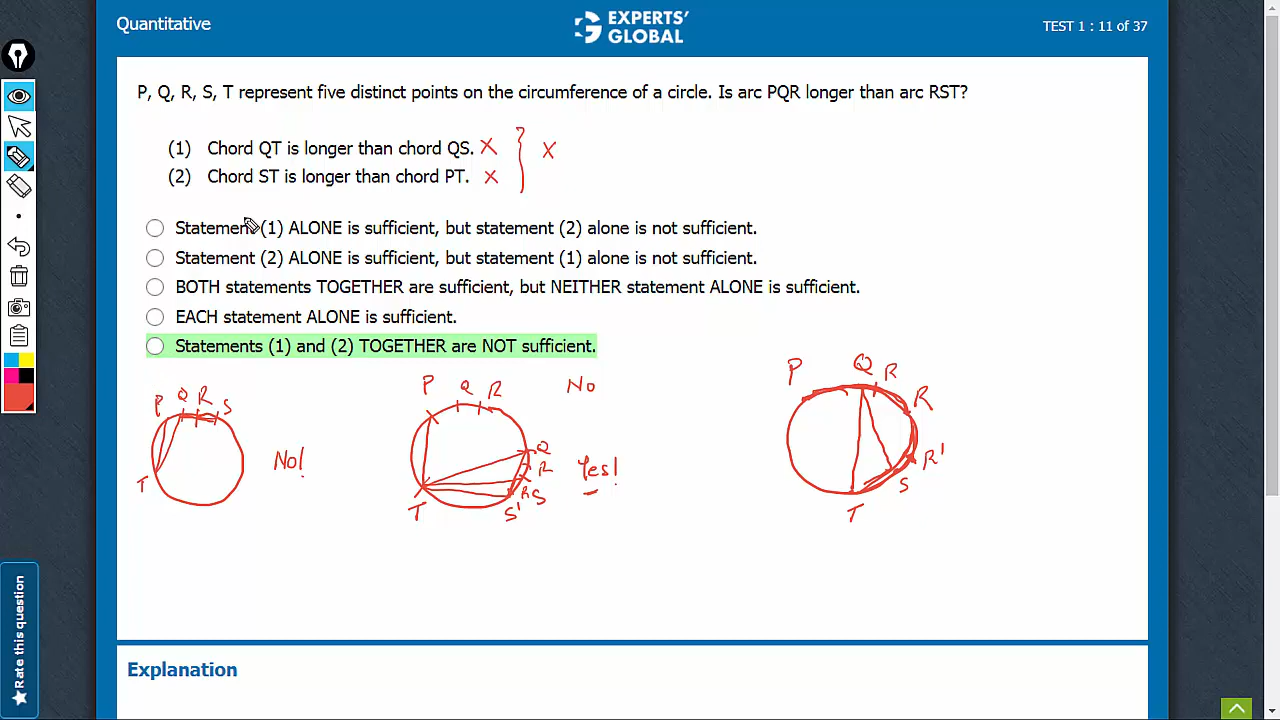 Quantitative
EXPERTS'
GLOBAL
TEST 1 : 11 of 37
P, Q, R, S, T represent five distinct points on the circumference of a circle. Is arc PQR longer than arc RST?
(1) Chord QT is longer than chord QS. X } X
(2) Chord ST is longer than chord PT. X
Statement (1) ALONE is sufficient, but statement (2) alone is not sufficient.
Statement (2) ALONE is sufficient, but statement (1) alone is not sufficient.
BOTH statements TOGETHER are sufficient, but NEITHER statement ALONE is sufficient.
EACH statement ALONE is sufficient.
Statements (1) and (2) TOGETHER are NOT sufficient.
P Q R S
T
No!
P Q R
No
Q
R
R S
S'
T
Yes!
P Q R
R
R'
S
T
Explanation
Rate this question